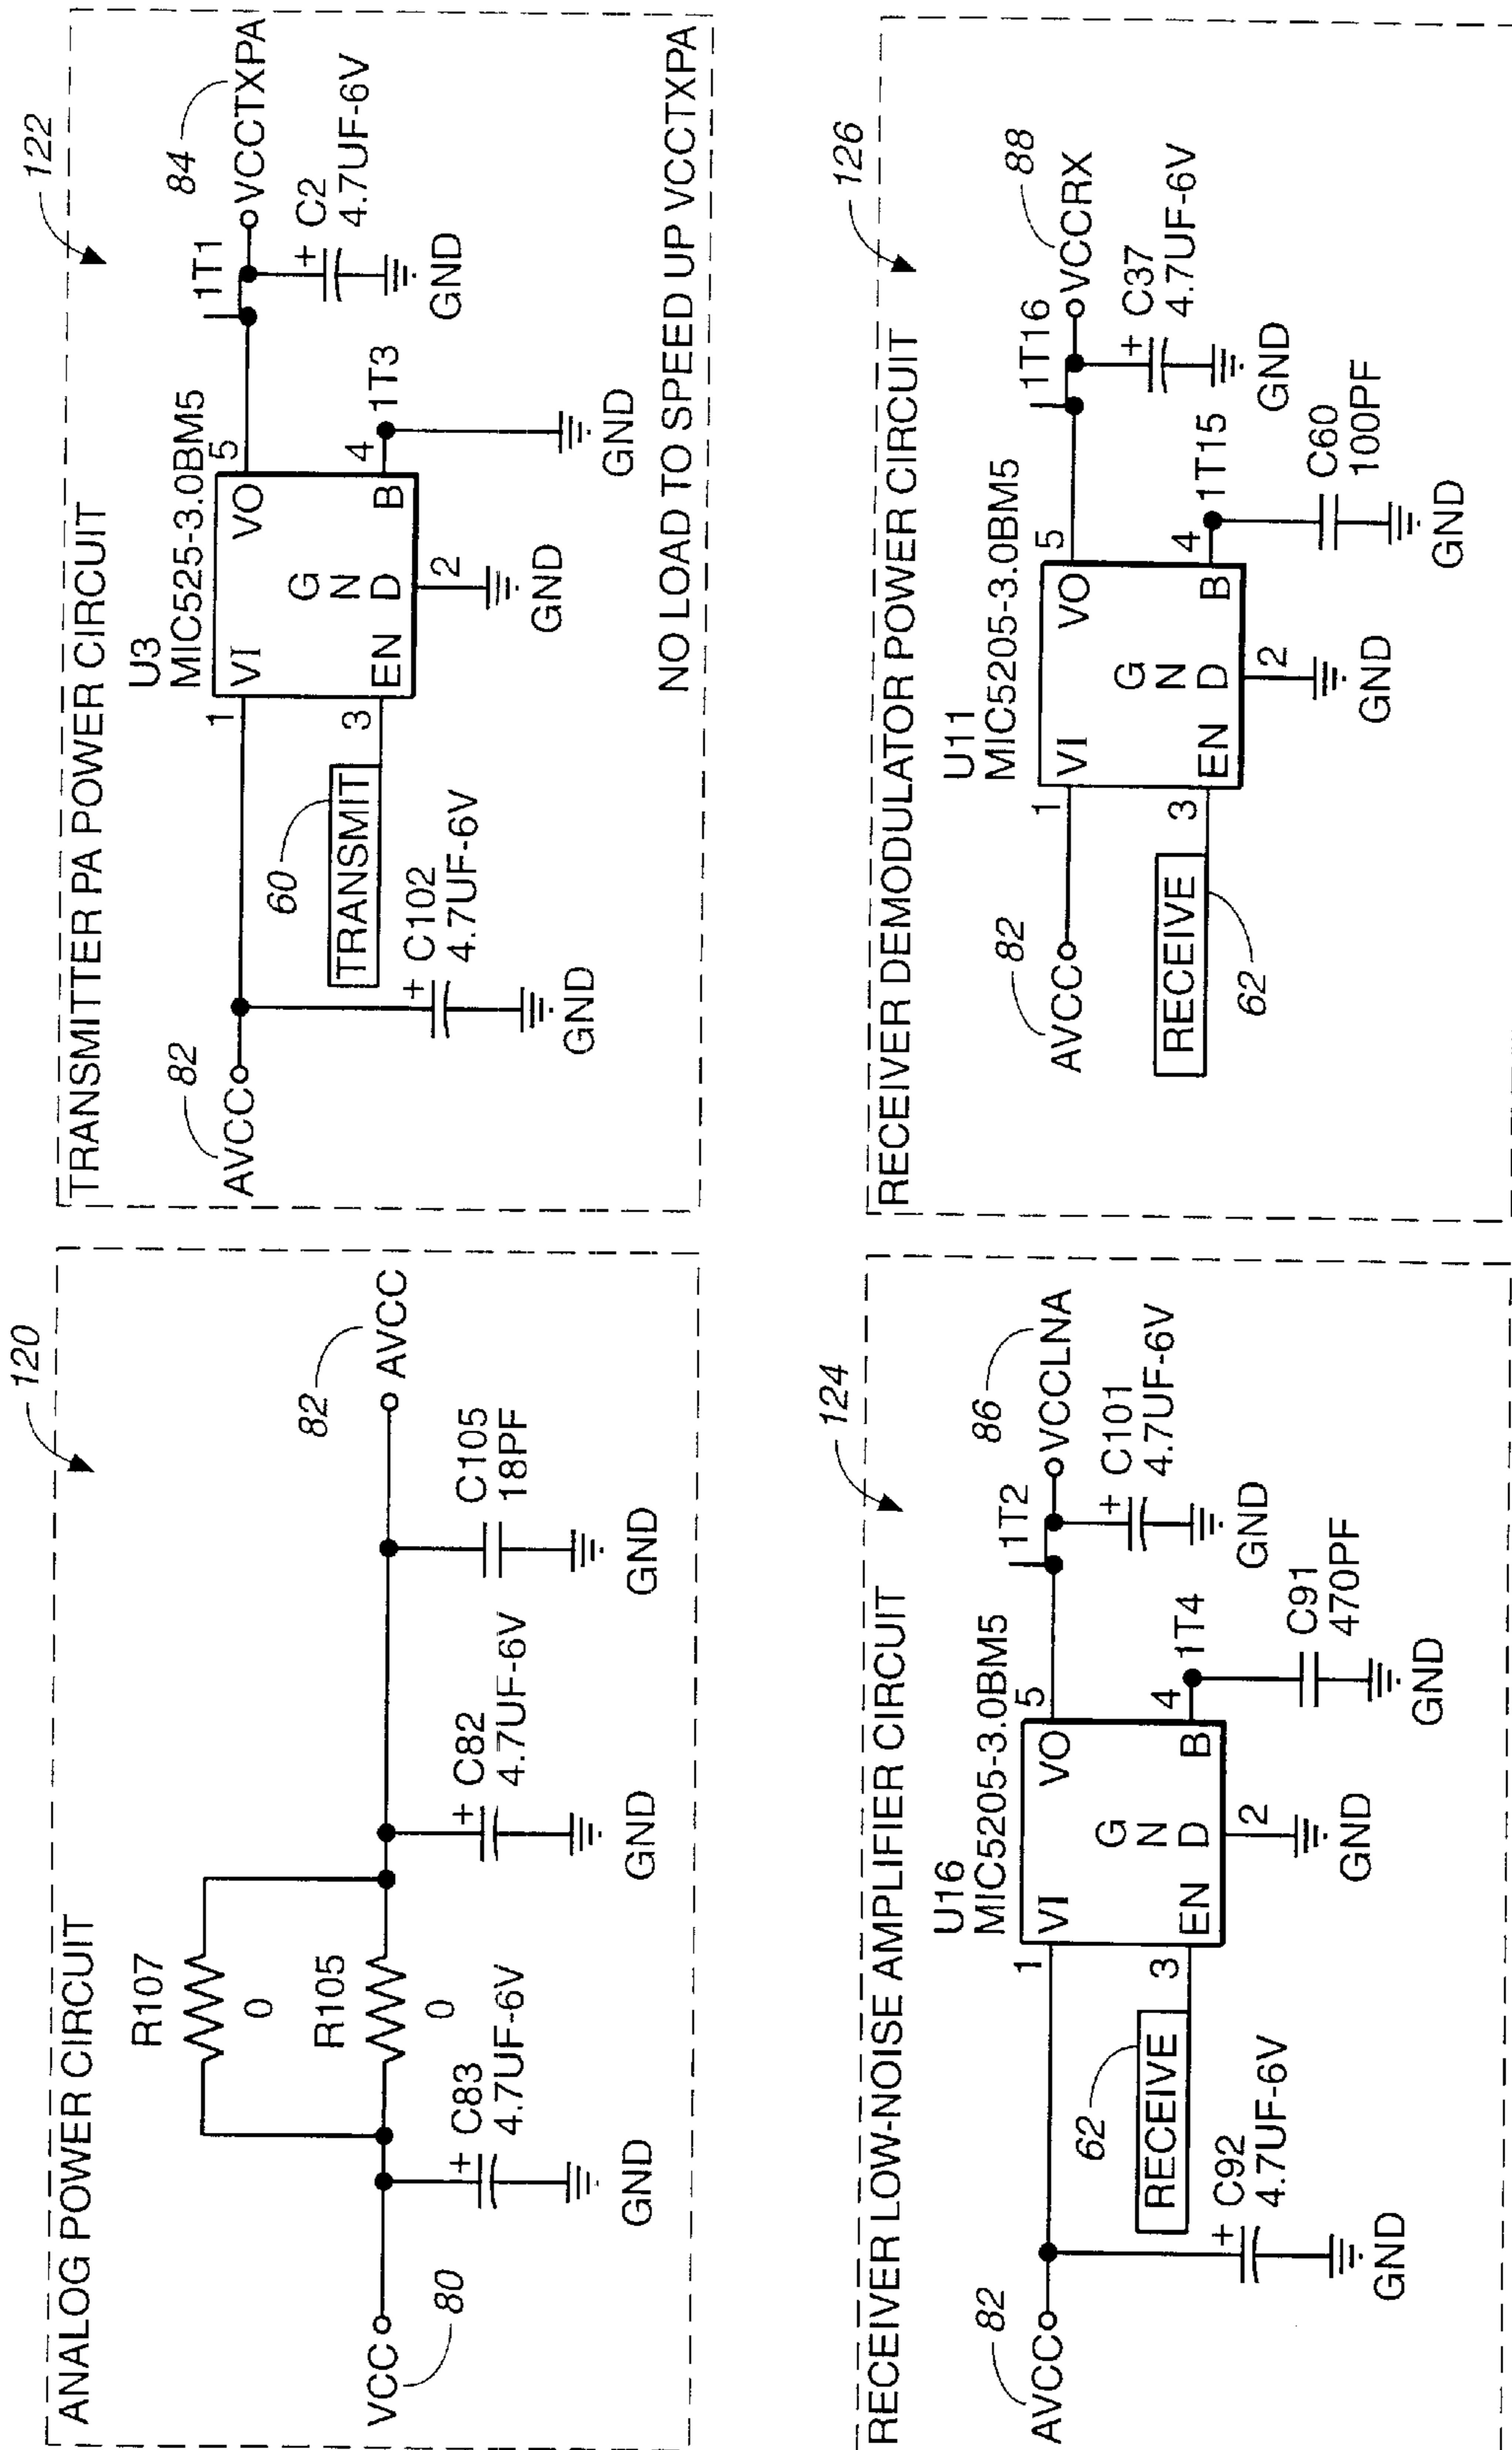 ANALOG POWER CIRCUIT
120
R107
0
R105
0
VCC
80
C83
4.7UF-6V
GND
C82
4.7UF-6V
GND
C105
18PF
GND
82
AVCC
TRANSMITTER PA POWER CIRCUIT
122
82
AVCC
C102
4.7UF-6V
GND
60
TRANSMIT
U3
MIC525-3.0BM5
1
VI
VO
5
G
N
D
3
EN
B
4
2
GND
1T3
GND
1T1
84
VCCTXPA
C2
4.7UF-6V
GND
NO LOAD TO SPEED UP VCCTXPA
RECEIVER LOW-NOISE AMPLIFIER CIRCUIT
124
82
AVCC
C92
4.7UF-6V
GND
62
RECEIVE
U16
MIC5205-3.0BM5
1
VI
VO
5
G
N
D
3
EN
B
4
2
GND
1T4
C91
470PF
GND
1T2
86
VCCLNA
C101
4.7UF-6V
GND
RECEIVER DEMODULATOR POWER CIRCUIT
126
82
AVCC
RECEIVE
62
U11
MIC5205-3.0BM5
1
VI
VO
5
G
N
D
3
EN
B
4
2
GND
1T15
C60
100PF
GND
1T16
88
VCCRX
C37
4.7UF-6V
GND